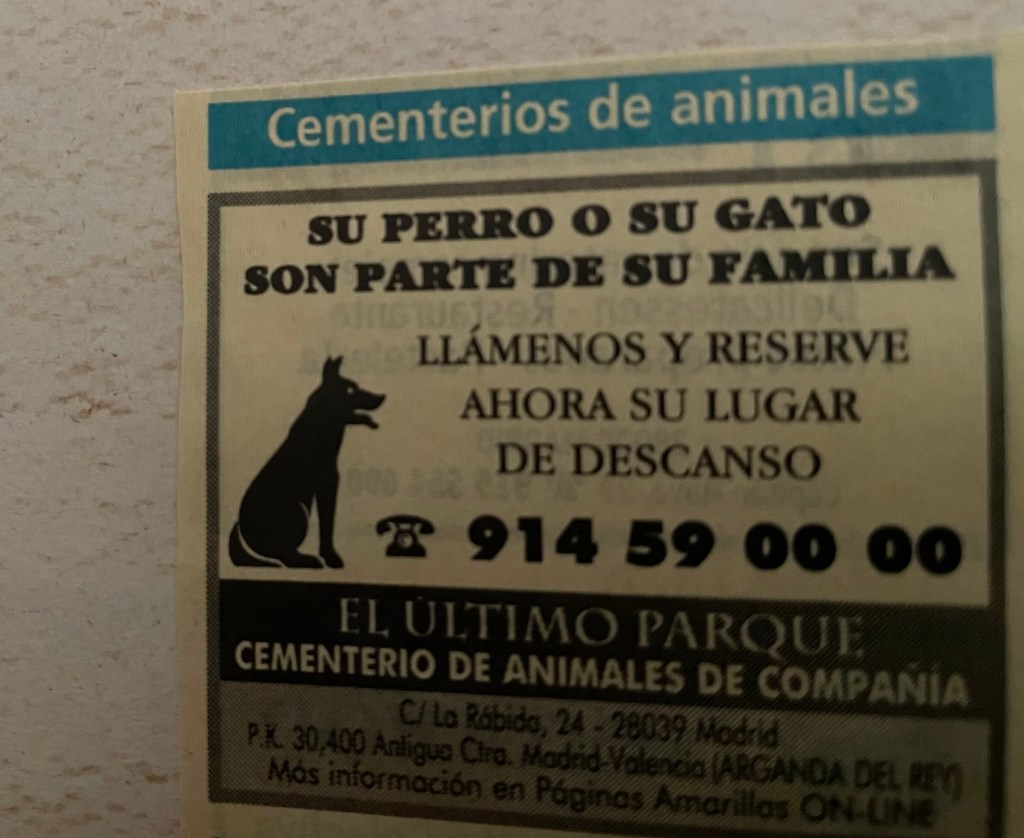 Cementerios de animales
SU PERRO O SU GATO
SON PARTE DE SU FAMILIA
LLÁMENOS Y RESERVE
AHORA SU LUGAR
DE DESCANSO
914 59 00 00
EL ÚLTIMO PARQUE
CEMENTERIO DE ANIMALES DE COMPAÑÍA
C/ La Rábida, 24 - 28039 Madrid
P.K. 30,400 Antigua Ctra. Madrid-Valencia (ARGANDA DEL REY)
Más información en Páginas Amarillas ON-LINE